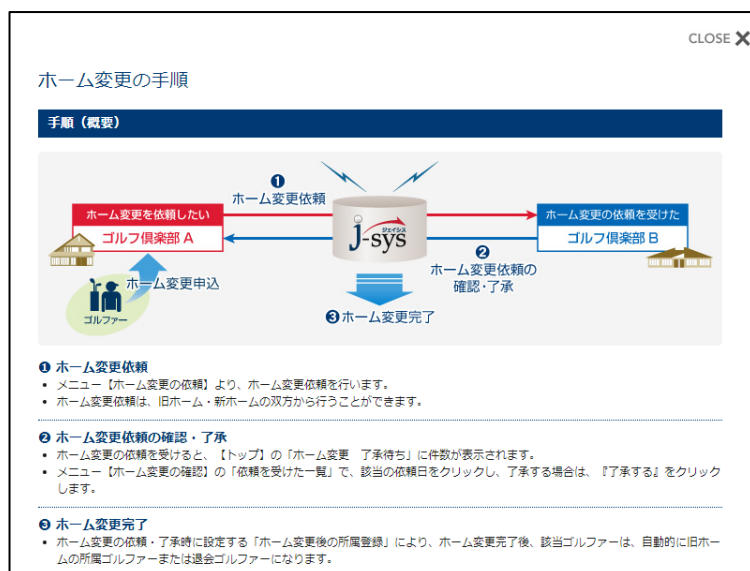 CLOSE ✕
ホーム変更の手順
手順（概要）
❶
ホーム変更依頼
ホーム変更を依頼したい
ゴルフ倶楽部 A
ジェイシス
j-sys
ホーム変更の依頼を受けた
ゴルフ倶楽部 B
❷
ホーム変更依頼の
確認・了承
ホーム変更申込
ゴルファー
❸ホーム変更完了
❶ ホーム変更依頼
• メニュー【ホーム変更の依頼】より、ホーム変更依頼を行います。
• ホーム変更依頼は、旧ホーム・新ホームの双方から行うことができます。
❷ ホーム変更依頼の確認・了承
• ホーム変更の依頼を受けると、【トップ】の「ホーム変更　了承待ち」に件数が表示されます。
• メニュー【ホーム変更の確認】の「依頼を受けた一覧」で、該当の依頼日をクリックし、了承する場合は、『了承する』をクリック
します。
❸ ホーム変更完了
• ホーム変更の依頼・了承時に設定する「ホーム変更後の所属登録」により、ホーム変更完了後、該当ゴルファーは、自動的に旧ホー
ムの所属ゴルファーまたは退会ゴルファーになります。